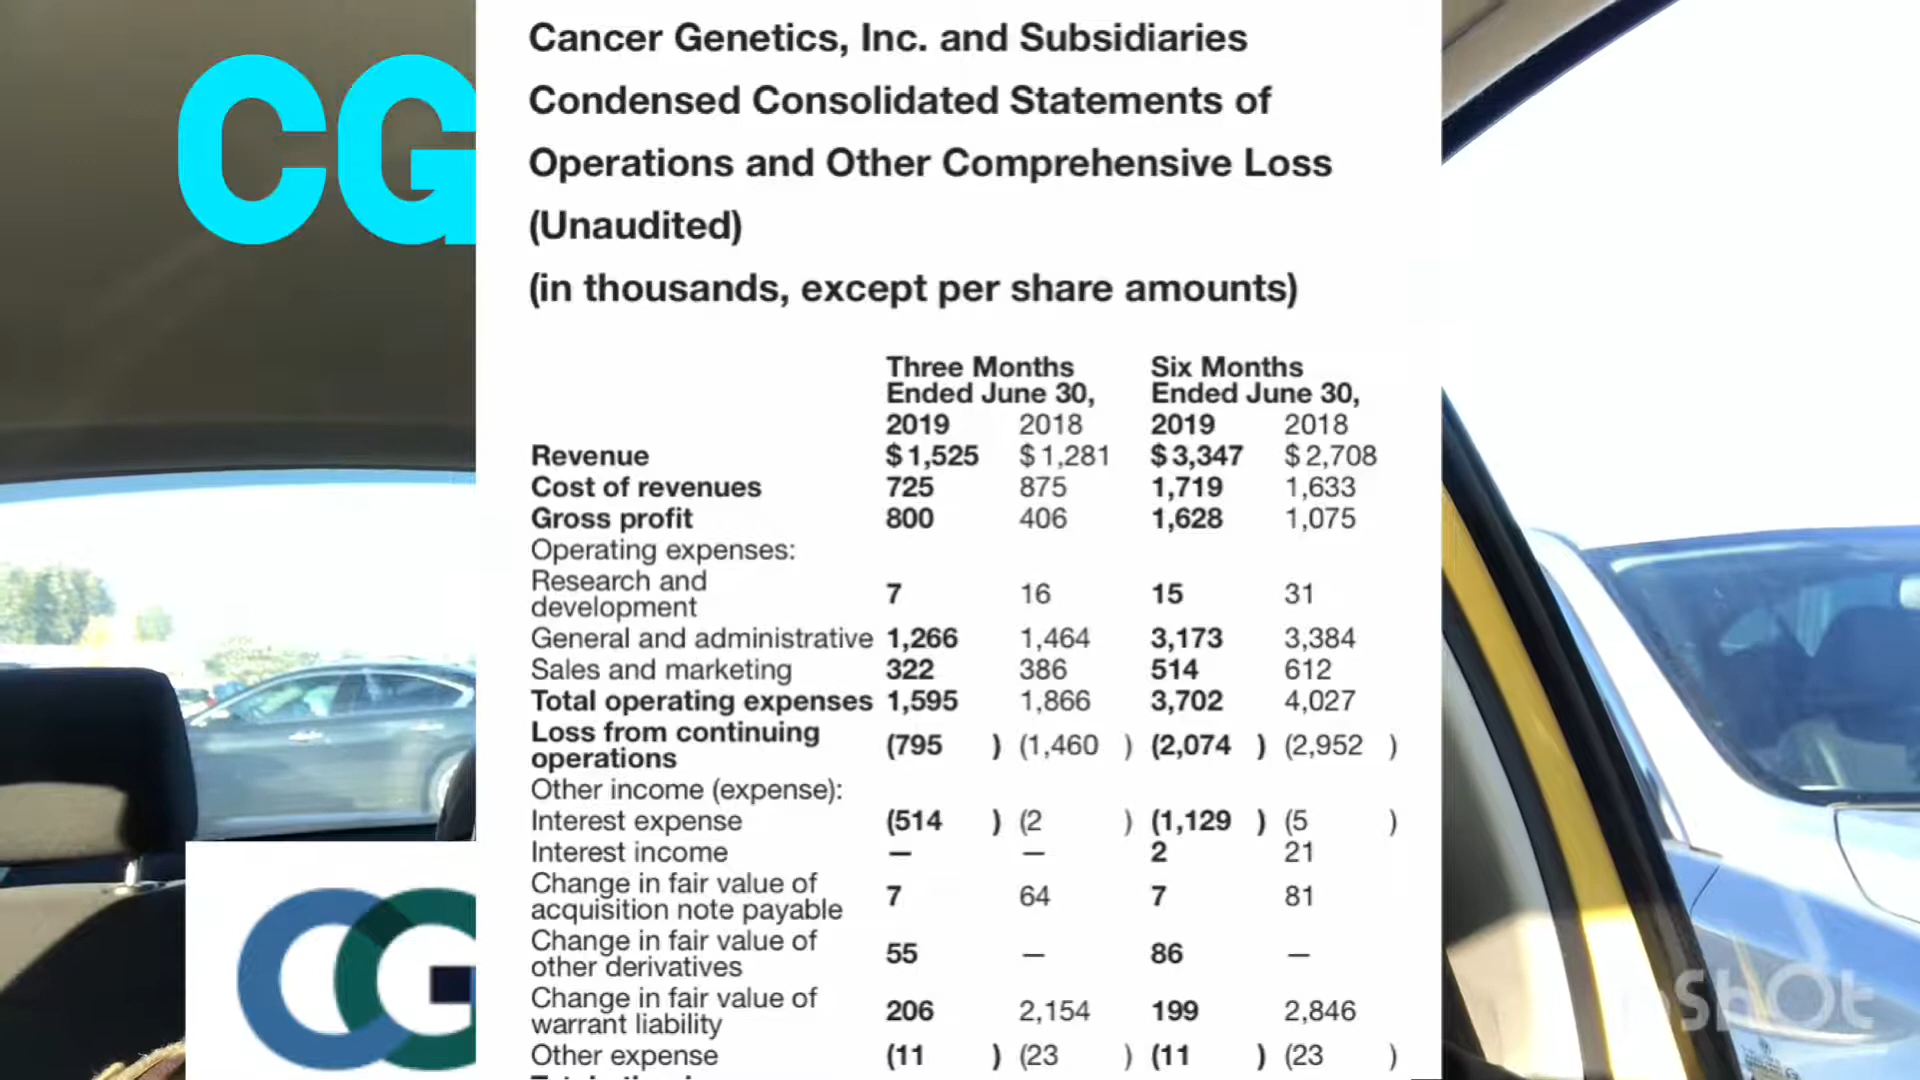 CG
Cancer Genetics, Inc. and Subsidiaries
Condensed Consolidated Statements of
Operations and Other Comprehensive Loss
(Unaudited)
(in thousands, except per share amounts)
Three Months Six Months
Ended June 30, Ended June 30,
2019 2018 2019 2018
Revenue $ 1,525 $ 1,281 $ 3,347 $ 2,708
Cost of revenues 725 875 1,719 1,633
Gross profit 800 406 1,628 1,075
Operating expenses:
Research and
development 7 16 15 31
General and administrative 1,266 1,464 3,173 3,384
Sales and marketing 322 386 514 612
Total operating expenses 1,595 1,866 3,702 4,027
Loss from continuing
operations (795 ) (1,460 ) (2,074 ) (2,952 )
Other income (expense):
Interest expense (514 ) (2 ) (1,129 ) (5 )
Interest income — — 2 21
Change in fair value of
acquisition note payable 7 64 7 81
Change in fair value of
other derivatives 55 — 86 —
Change in fair value of
warrant liability 206 2,154 199 2,846
Other expense (11 ) (23 ) (11 ) (23 )
CG
Shot